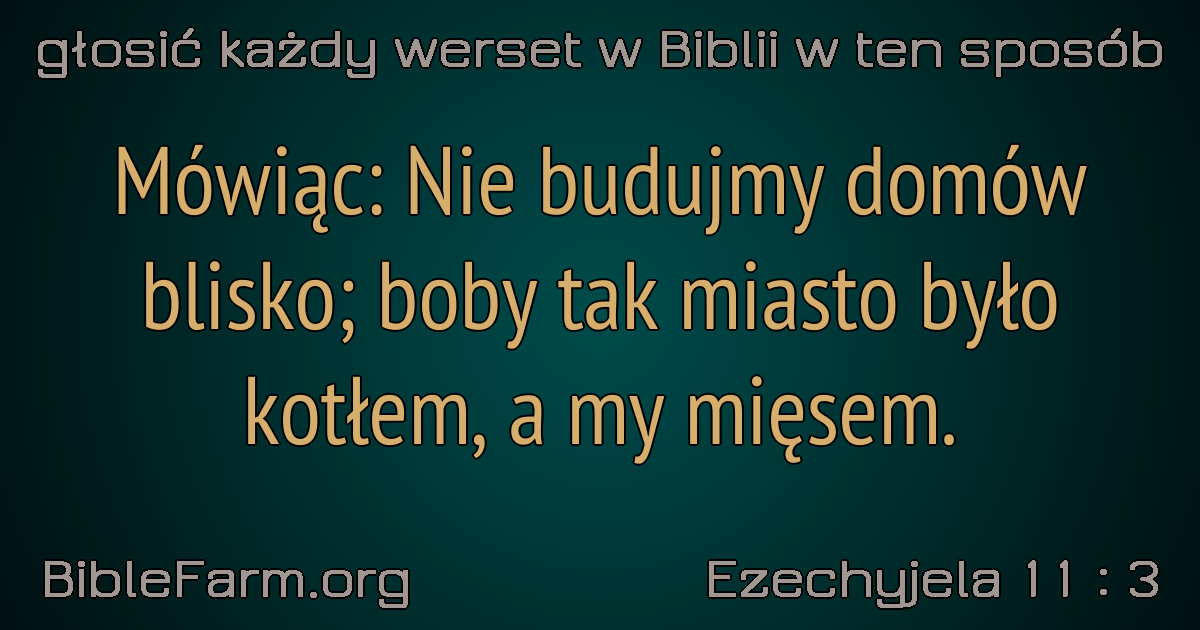 głosić każdy werset w Biblii w ten sposób
Mówiąc: Nie budujmy domów
blisko; boby tak miasto było
kotłem, a my mięsem.
BibleFarm.org
Ezechyjela 11 : 3